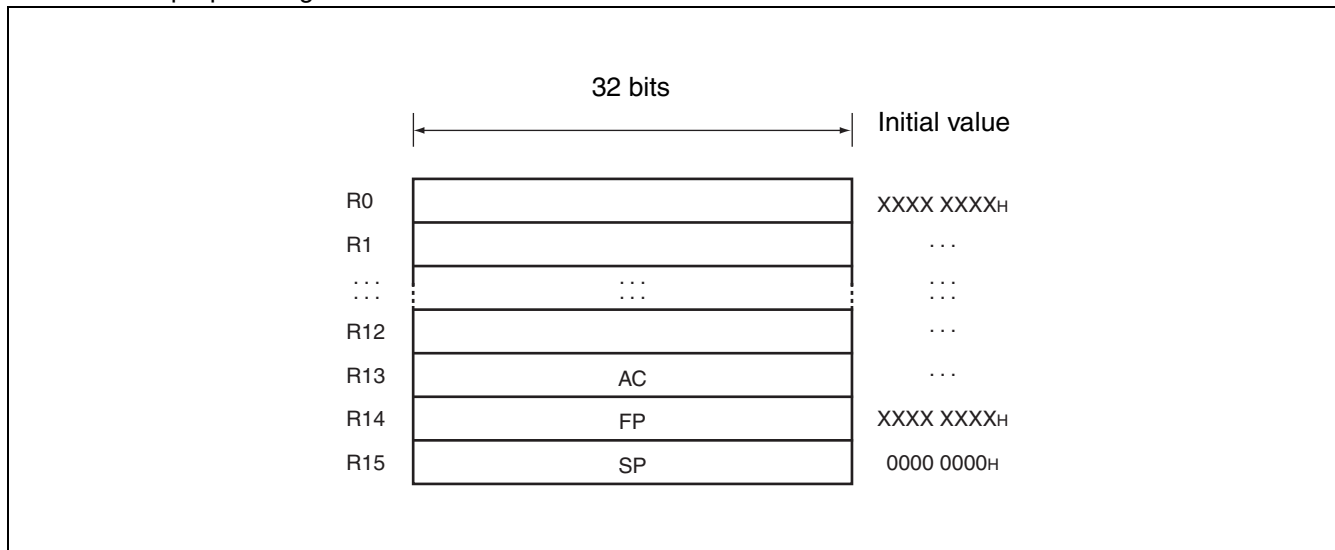 32 bits
Initial value
R0 XXXX XXXXH
R1 ...
... ... ...
... ... ...
R12 ...
R13 AC ...
R14 FP XXXX XXXXH
R15 SP 0000 0000H